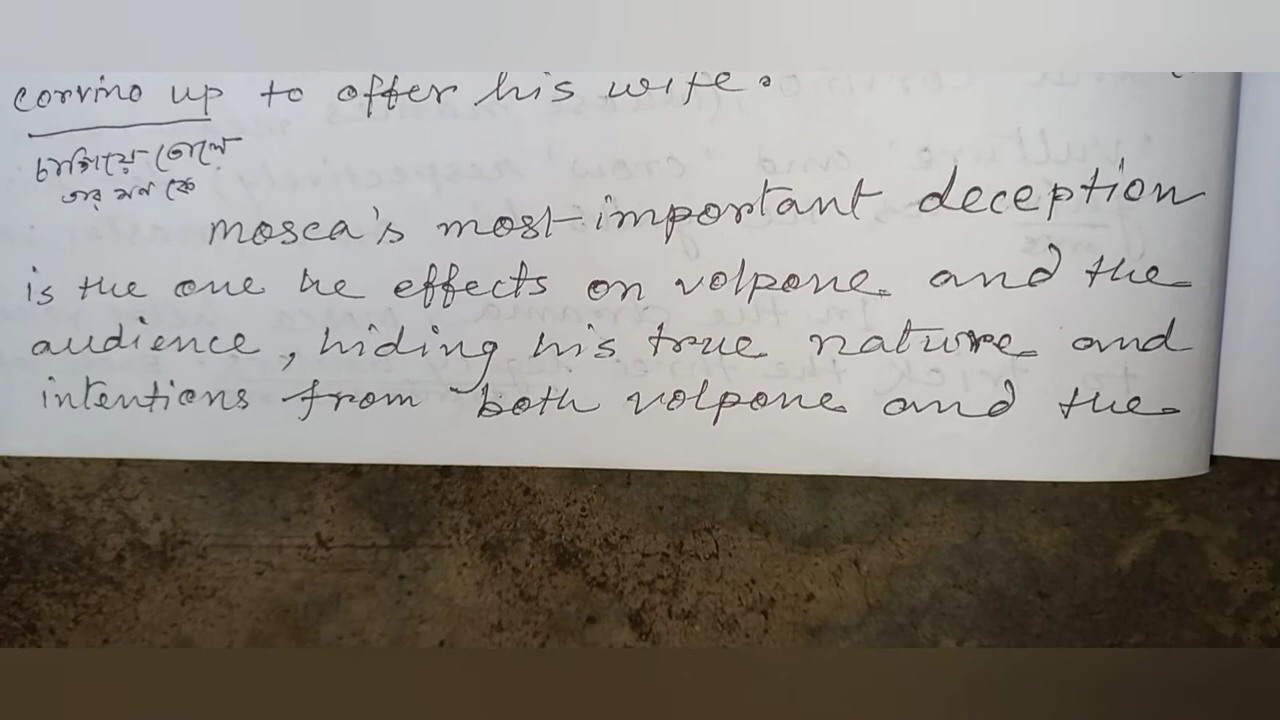 corvino up to offer his wife.
চাগিয়ে তোলে
তার মন কে
Mosca's most important deception
is the one he effects on volpone and the
audience, hiding his true nature and
intentions from both volpone and the